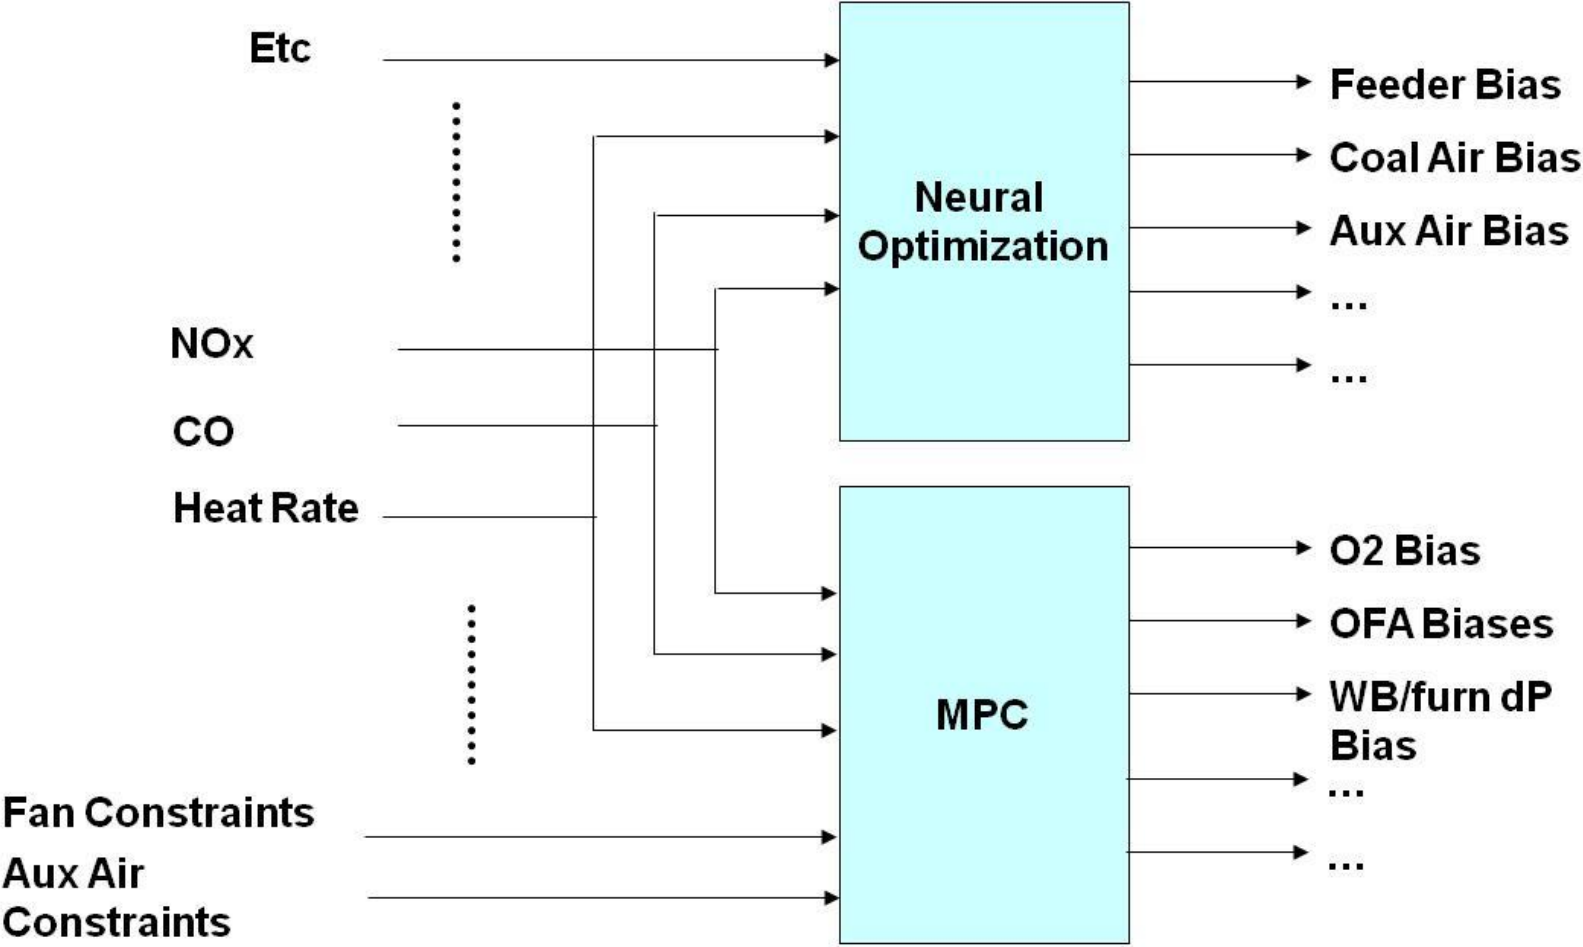 Etc
NOx
CO
Heat Rate
Fan Constraints
Aux Air
Constraints
Neural
Optimization
MPC
Feeder Bias
Coal Air Bias
Aux Air Bias
...
...
O2 Bias
OFA Biases
WB/furn dP
Bias
...
...